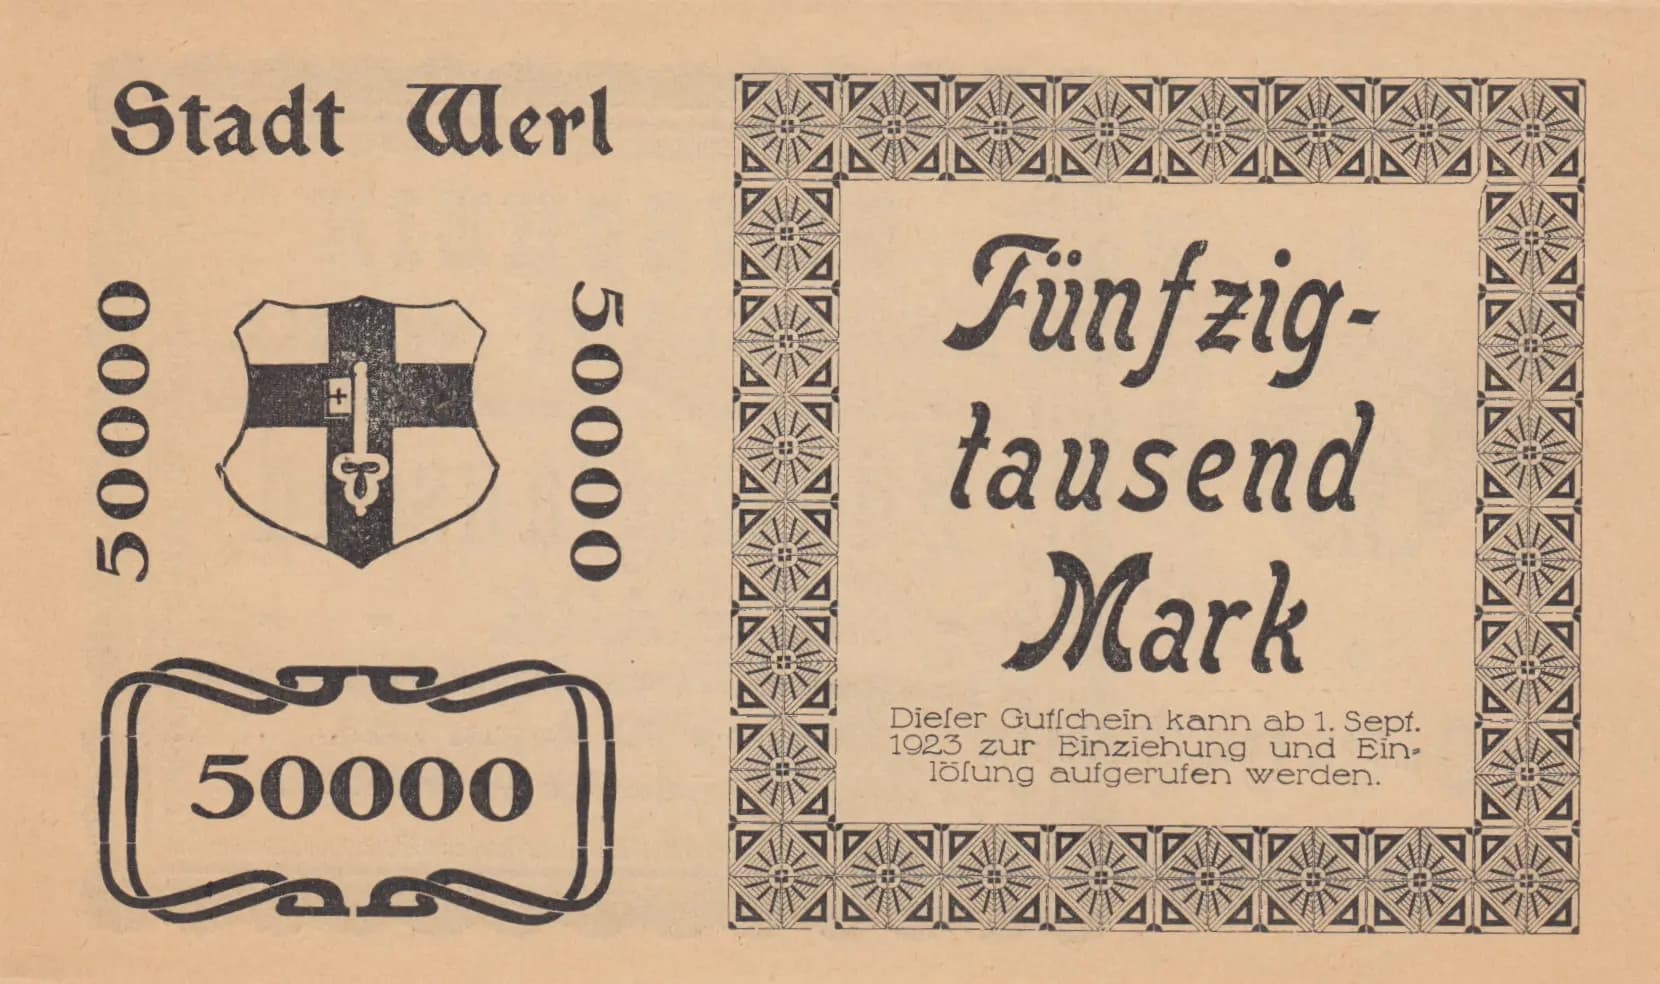 Stadt Werl
50000
50000
50000
Fünfzig-
tausend
Mark
Dieſer Gutſchein kann ab 1. Sept.
1923 zur Einziehung und Ein-
löſung aufgerufen werden.